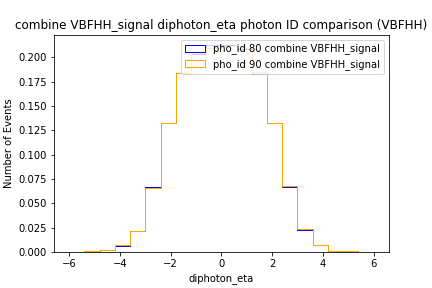 combine VBFHH_signal diphoton_eta photon ID comparison (VBFHH)
pho_id 80 combine VBFHH_signal
pho_id 90 combine VBFHH_signal
Number of Events
0.200
0.175
0.150
0.125
0.100
0.075
0.050
0.025
0.000
−6 −4 −2 0 2 4 6
diphoton_eta